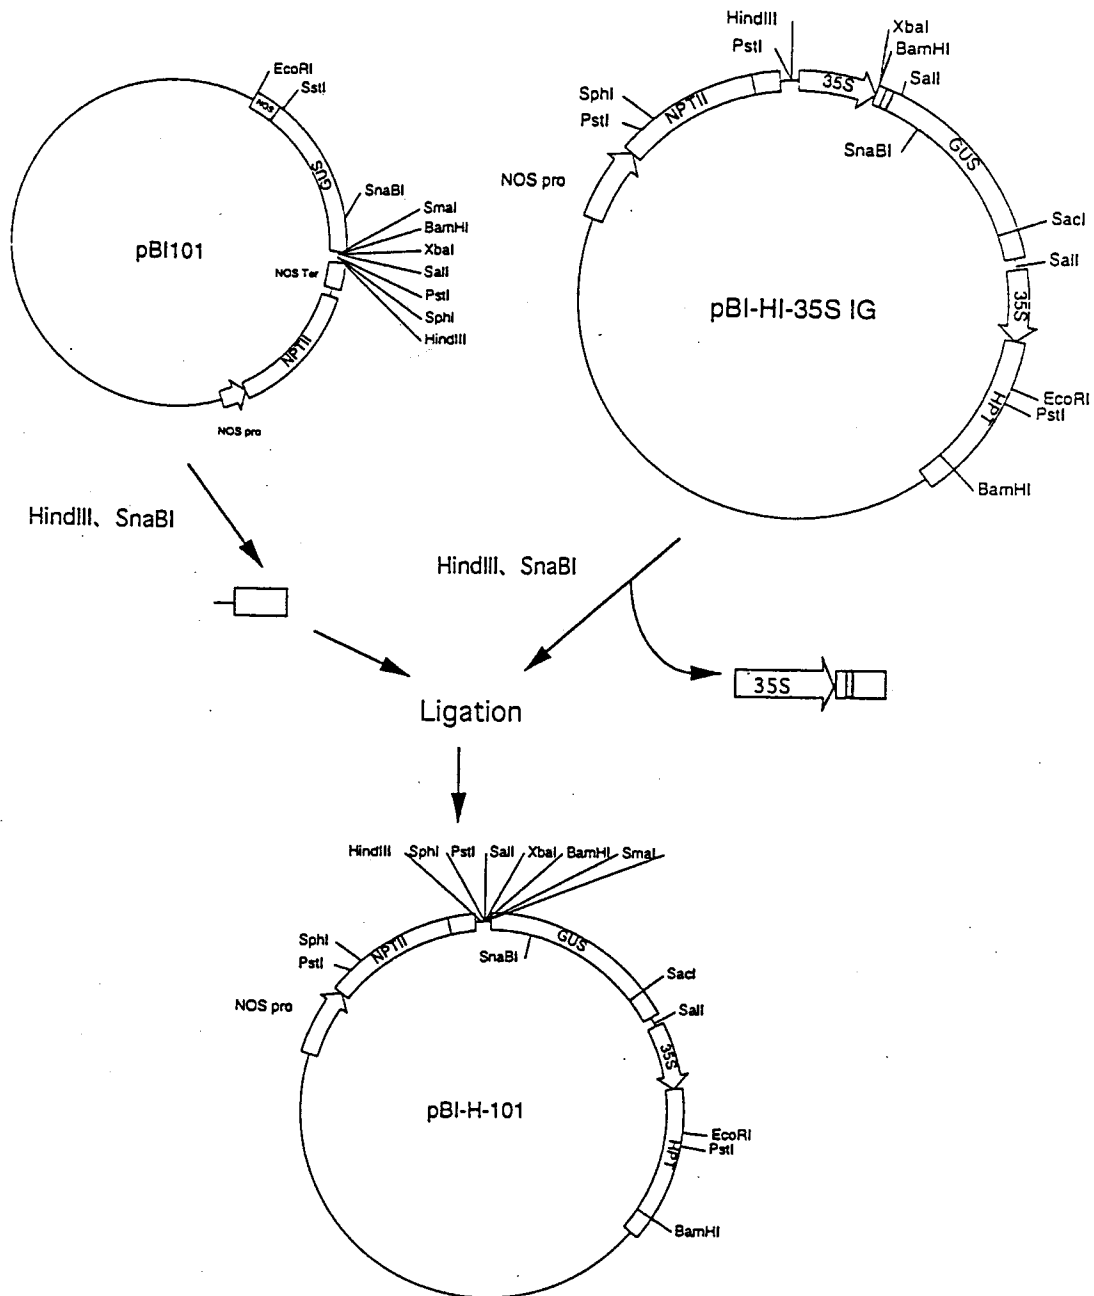 EcoRI
SstI
NOS
GUS
SnaBI
SmaI
BamHI
XbaI
SalI
PstI
SphI
HindIII
pBI101
NOS Ter
NPTII
NOS pro
HindIII
PstI
XbaI
BamHI
SalI
35S
SphI
PstI
NPTII
SnaBI
GUS
NOS pro
SacI
SalI
pBI-HI-35S IG
35S
EcoRI
PstI
HPT
BamHI
HindIII、SnaBI
HindIII、SnaBI
35S
Ligation
HindIII SphI PstI SalI XbaI BamHI SmaI
SphI
PstI
NPTII
GUS
SnaBI
SacI
SalI
NOS pro
35S
pBI-H-101
EcoRI
PstI
HPT
BamHI